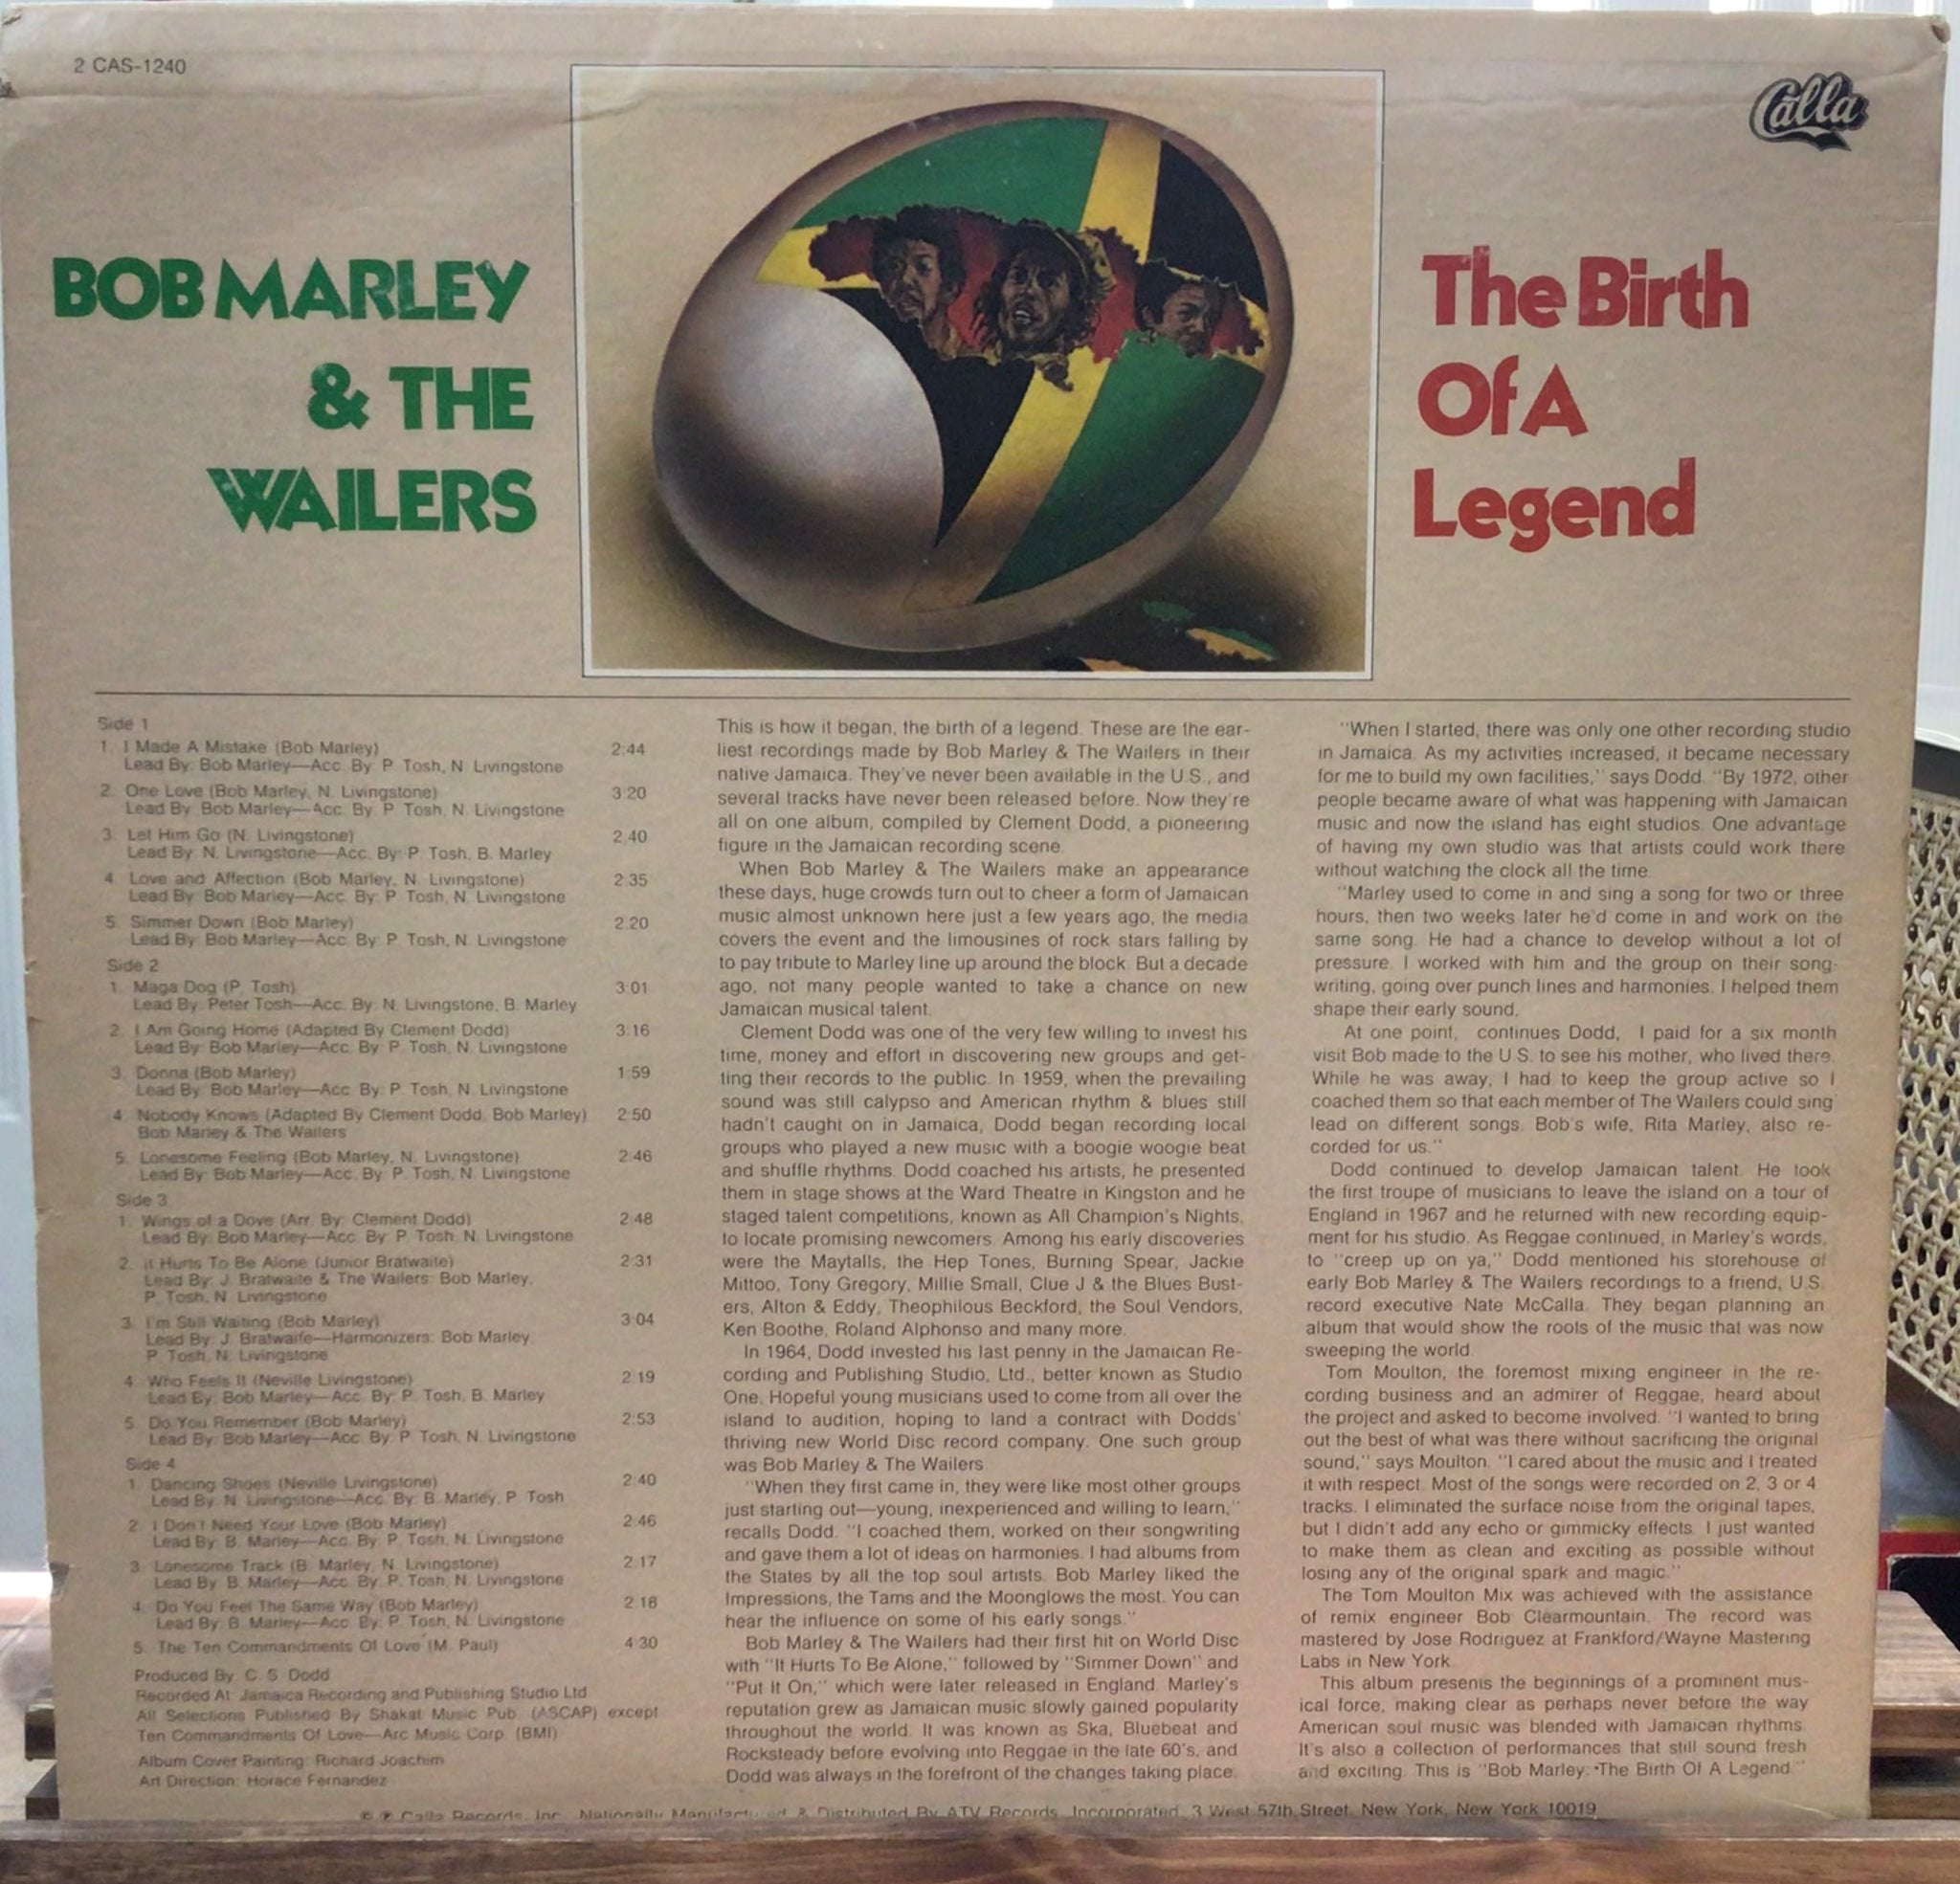 2 CAS-1240
Calla
BOB MARLEY
& THE
WAILERS
The Birth
Of A
Legend
Side 1
1. I Made A Mistake (Bob Marley) 2:44
Lead By: Bob Marley—Acc. By: P. Tosh, N. Livingstone
2. One Love (Bob Marley, N. Livingstone) 3:20
Lead By: Bob Marley—Acc. By: P. Tosh, N. Livingstone
3. Let Him Go (N. Livingstone) 2:40
Lead By: N. Livingstone—Acc. By: P. Tosh, B. Marley
4. Love and Affection (Bob Marley, N. Livingstone) 2:35
Lead By: Bob Marley—Acc. By: P. Tosh, N. Livingstone
5. Simmer Down (Bob Marley) 2:20
Lead By: Bob Marley—Acc. By: P. Tosh, N. Livingstone
Side 2
1. Maga Dog (P. Tosh) 3:01
Lead By: Peter Tosh—Acc. By: N. Livingstone, B. Marley
2. I Am Going Home (Adapted By Clement Dodd) 3:16
Lead By: Bob Marley—Acc. By: P. Tosh, N. Livingstone
3. Donna (Bob Marley) 1:59
Lead By: Bob Marley—Acc. By: P. Tosh, N. Livingstone
4. Nobody Knows (Adapted By Clement Dodd, Bob Marley) 2:50
Bob Marley & The Wailers
5. Lonesome Feeling (Bob Marley, N. Livingstone) 2:46
Lead By: Bob Marley—Acc. By: P. Tosh, N. Livingstone
Side 3
1. Wings of a Dove (Arr. By: Clement Dodd) 2:48
Lead By: Bob Marley—Acc. By: P. Tosh, N. Livingstone
2. It Hurts To Be Alone (Junior Bratwaite) 2:31
Lead By: J. Bratwaite & The Wailers: Bob Marley,
P. Tosh, N. Livingstone
3. I'm Still Waiting (Bob Marley) 3:04
Lead By: J. Bratwaife—Harmonizers: Bob Marley,
P. Tosh, N. Livingstone
4. Who Feels It (Neville Livingstone) 2:19
Lead By: Bob Marley—Acc. By: P. Tosh, B. Marley
5. Do You Remember (Bob Marley) 2:53
Lead By: Bob Marley—Acc. By: P. Tosh, N. Livingstone
Side 4
1. Dancing Shoes (Neville Livingstone) 2:40
Lead By: N. Livingstone—Acc. By: B. Marley, P. Tosh
2. I Don't Need Your Love (Bob Marley) 2:46
Lead By: B. Marley—Acc. By: P. Tosh, N. Livingstone
3. Lonesome Track (B. Marley, N. Livingstone) 2:17
Lead By: B. Marley—Acc. By: P. Tosh, N. Livingstone
4. Do You Feel The Same Way (Bob Marley) 2:18
Lead By: B. Marley—Acc. By: P. Tosh, N. Livingstone
5. The Ten Commandments Of Love (M. Paul) 4:30
Produced By: C. S. Dodd
Recorded At: Jamaica Recording and Publishing Studio Ltd.
All Selections Published By Shakat Music Pub. (ASCAP) except
Ten Commandments Of Love—Arc Music Corp. (BMI)
Album Cover Painting: Richard Joachim
Art Direction: Horace Fernandez
This is how it began, the birth of a legend. These are the ear-
liest recordings made by Bob Marley & The Wailers in their
native Jamaica. They've never been available in the U.S., and
several tracks have never been released before. Now they're
all on one album, compiled by Clement Dodd, a pioneering
figure in the Jamaican recording scene.
When Bob Marley & The Wailers make an appearance
these days, huge crowds turn out to cheer a form of Jamaican
music almost unknown here just a few years ago, the media
covers the event and the limousines of rock stars falling by
to pay tribute to Marley line up around the block. But a decade
ago, not many people wanted to take a chance on new
Jamaican musical talent.
Clement Dodd was one of the very few willing to invest his
time, money and effort in discovering new groups and get-
ting their records to the public. In 1959, when the prevailing
sound was still calypso and American rhythm & blues still
hadn't caught on in Jamaica, Dodd began recording local
groups who played a new music with a boogie woogie beat
and shuffle rhythms. Dodd coached his artists, he presented
them in stage shows at the Ward Theatre in Kingston and he
staged talent competitions, known as All Champion's Nights,
to locate promising newcomers. Among his early discoveries
were the Maytalls, the Hep Tones, Burning Spear, Jackie
Mittoo, Tony Gregory, Millie Small, Clue J & the Blues Bust-
ers, Alton & Eddy, Theophilous Beckford, the Soul Vendors,
Ken Boothe, Roland Alphonso and many more.
In 1964, Dodd invested his last penny in the Jamaican Re-
cording and Publishing Studio, Ltd., better known as Studio
One. Hopeful young musicians used to come from all over the
island to audition, hoping to land a contract with Dodds'
thriving new World Disc record company. One such group
was Bob Marley & The Wailers.
"When they first came in, they were like most other groups
just starting out—young, inexperienced and willing to learn,"
recalls Dodd. "I coached them, worked on their songwriting
and gave them a lot of ideas on harmonies. I had albums from
the States by all the top soul artists. Bob Marley liked the
Impressions, the Tams and the Moonglows the most. You can
hear the influence on some of his early songs."
Bob Marley & The Wailers had their first hit on World Disc
with "It Hurts To Be Alone," followed by "Simmer Down" and
"Put It On," which were later released in England. Marley's
reputation grew as Jamaican music slowly gained popularity
throughout the world. It was known as Ska, Bluebeat and
Rocksteady before evolving into Reggae in the late 60's, and
Dodd was always in the forefront of the changes taking place.
"When I started, there was only one other recording studio
in Jamaica. As my activities increased, it became necessary
for me to build my own facilities," says Dodd. "By 1972, other
people became aware of what was happening with Jamaican
music and now the island has eight studios. One advantage
of having my own studio was that artists could work there
without watching the clock all the time.
"Marley used to come in and sing a song for two or three
hours, then two weeks later he'd come in and work on the
same song. He had a chance to develop without a lot of
pressure. I worked with him and the group on their song-
writing, going over punch lines and harmonies. I helped them
shape their early sound.
At one point, continues Dodd, I paid for a six month
visit Bob made to the U.S. to see his mother, who lived there.
While he was away, I had to keep the group active so I
coached them so that each member of The Wailers could sing
lead on different songs. Bob's wife, Rita Marley, also re-
corded for us."
Dodd continued to develop Jamaican talent. He took
the first troupe of musicians to leave the island on a tour of
England in 1967 and he returned with new recording equip-
ment for his studio. As Reggae continued, in Marley's words,
to "creep up on ya," Dodd mentioned his storehouse of
early Bob Marley & The Wailers recordings to a friend, U.S.
record executive Nate McCalla. They began planning an
album that would show the roots of the music that was now
sweeping the world.
Tom Moulton, the foremost mixing engineer in the re-
cording business and an admirer of Reggae, heard about
the project and asked to become involved. "I wanted to bring
out the best of what was there without sacrificing the original
sound," says Moulton. "I cared about the music and I treated
it with respect. Most of the songs were recorded on 2, 3 or 4
tracks. I eliminated the surface noise from the original tapes,
but I didn't add any echo or gimmicky effects. I just wanted
to make them as clean and exciting as possible without
losing any of the original spark and magic."
The Tom Moulton Mix was achieved with the assistance
of remix engineer Bob Clearmountain. The record was
mastered by Jose Rodriguez at Frankford/Wayne Mastering
Labs in New York.
This album presents the beginnings of a prominent mus-
ical force, making clear as perhaps never before the way
American soul music was blended with Jamaican rhythms.
It's also a collection of performances that still sound fresh
and exciting. This is "Bob Marley: The Birth Of A Legend."
© ℗ Calla Records, Inc. Nationally Manufactured & Distributed By ATV Records, Incorporated, 3 West 57th Street, New York, New York 10019